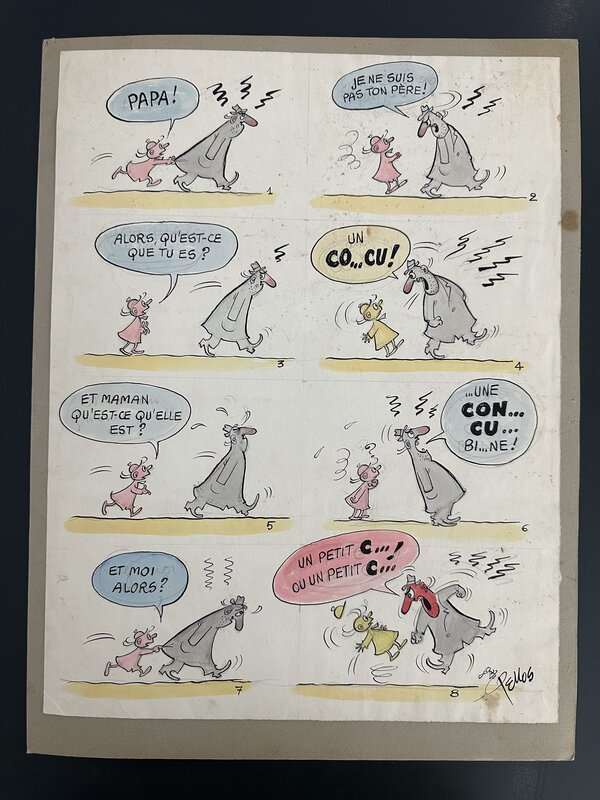 PAPA!
1
JE NE SUIS
PAS TON PÈRE!
2
ALORS, QU'EST-CE
QUE TU ES ?
3
UN
CO...CU!
4
ET MAMAN
QU'EST-CE QU'ELLE
EST ?
5
...UNE
CON...
CU...
BI...NE!
6
ET MOI
ALORS?
7
UN PETIT C...!
OU UN PETIT C...
8
PELLOS